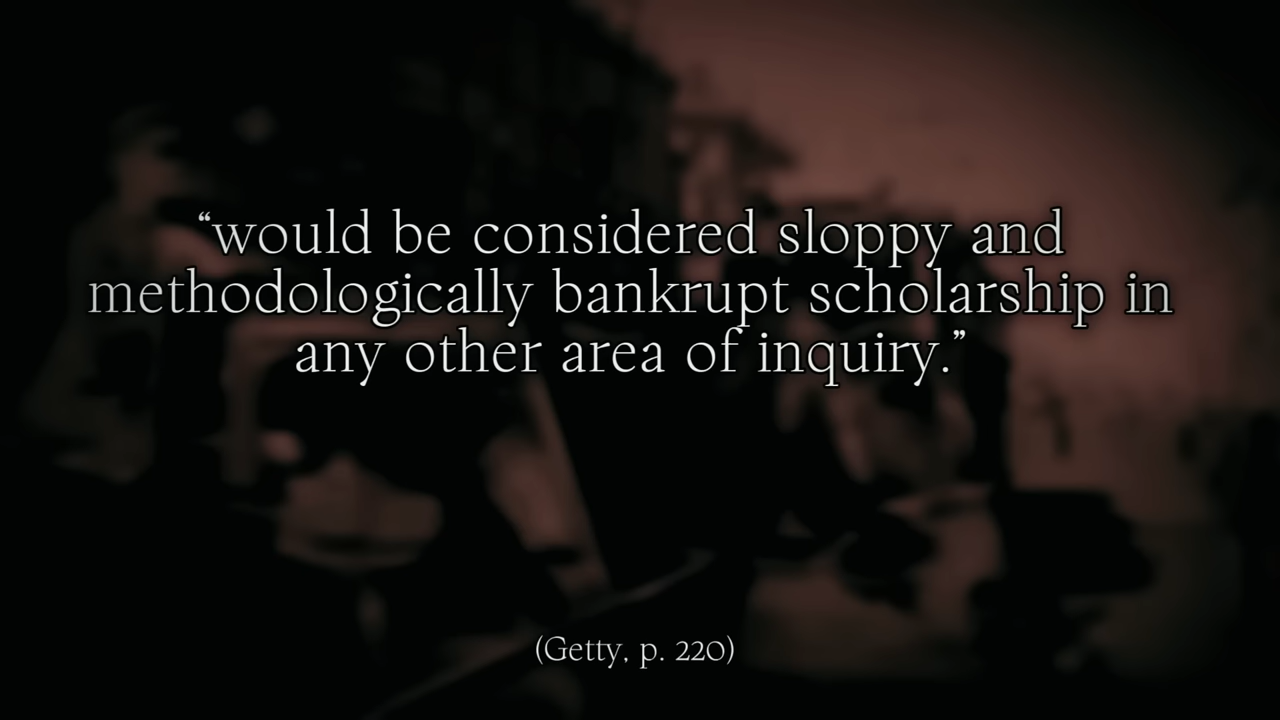 “would be considered sloppy and
methodologically bankrupt scholarship in
any other area of inquiry.”
(Getty, p. 220)